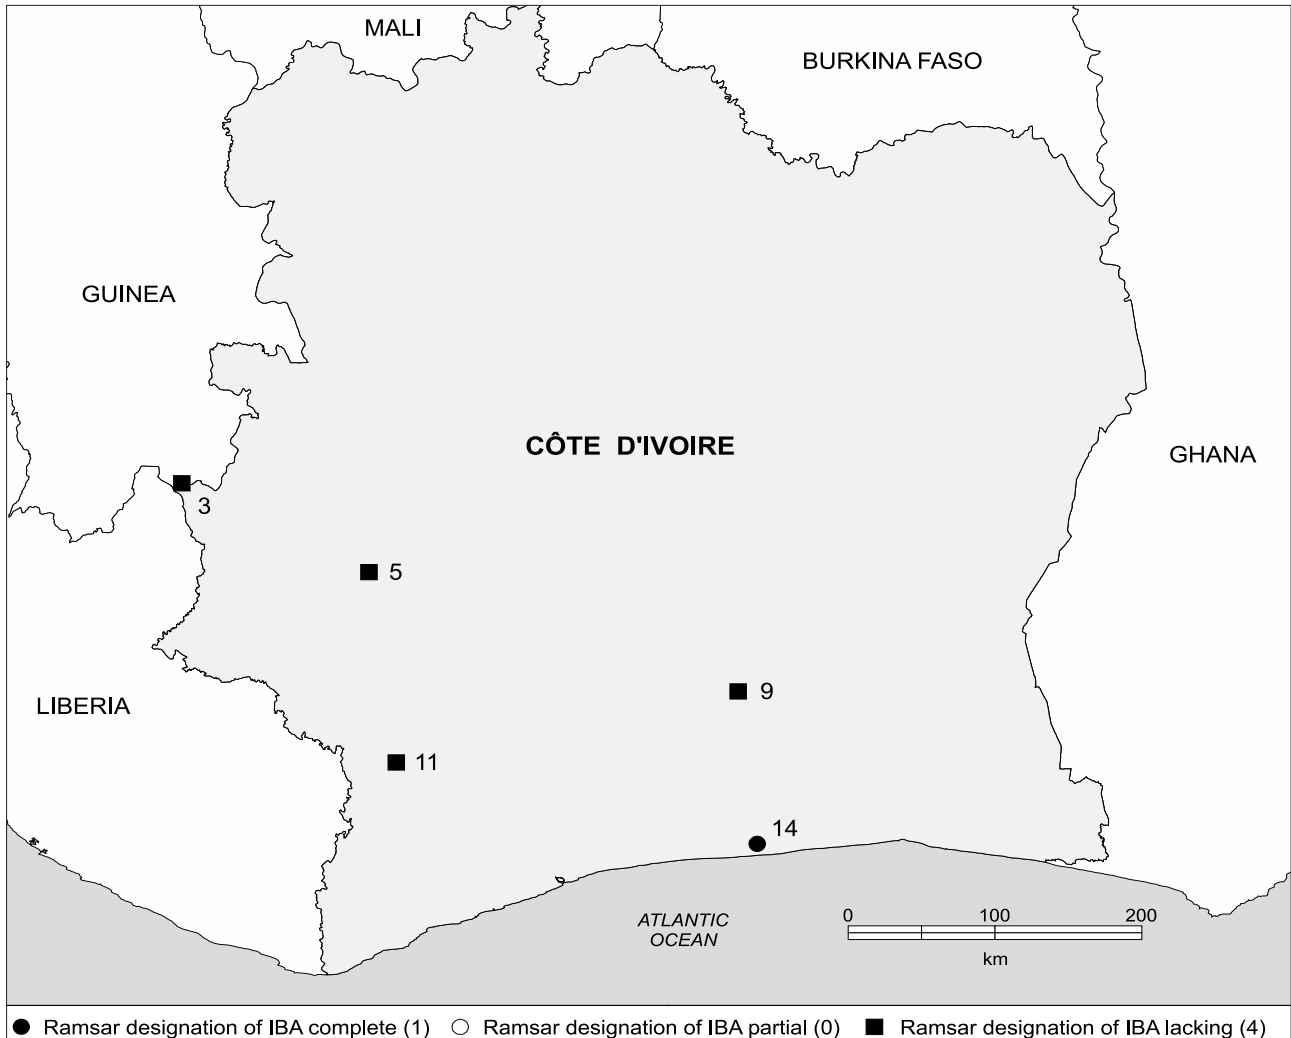 MALI
BURKINA FASO
GUINEA
CÔTE D'IVOIRE
GHANA
3
5
LIBERIA
9
11
14
ATLANTIC
OCEAN
0 100 200
km
Ramsar designation of IBA complete (1) Ramsar designation of IBA partial (0) Ramsar designation of IBA lacking (4)